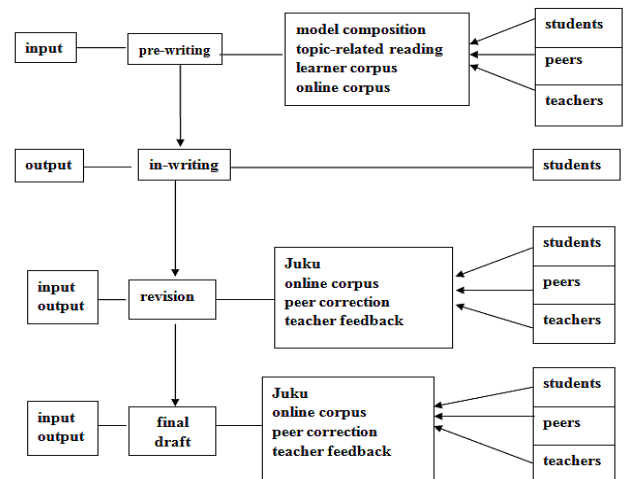 input
pre-writing
model composition
topic-related reading
learner corpus
online corpus
students
peers
teachers
output
in-writing
students
input
output
revision
Juku
online corpus
peer correction
teacher feedback
students
peers
teachers
input
output
final
draft
Juku
online corpus
peer correction
teacher feedback
students
peers
teachers